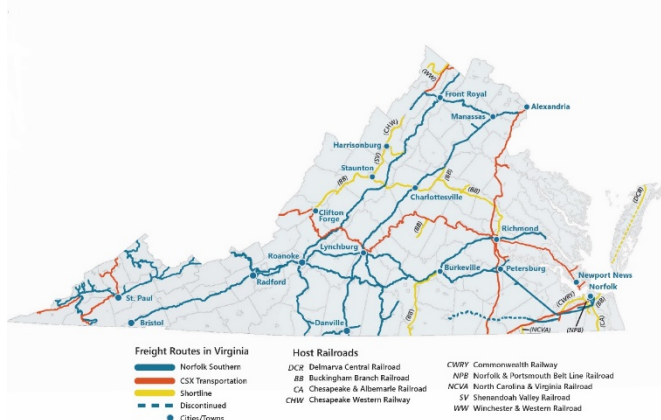 (WW)
Front Royal
Alexandria
Manassas
(CHW)
Harrisonburg
(SV)
Staunton
(BB)
(BB)
(BB)
Charlottesville
(DCR)
Clifton
Forge
(BB)
Richmond
Lynchburg
Roanoke
Radford
Burkeville
Petersburg
Newport News
Norfolk
St. Paul
(CWRY)
(BB)
Bristol
Danville
(BB)
(NCVA)
(NPB)
(CA)
Freight Routes in Virginia
Norfolk Southern
CSX Transportation
Shortline
Discontinued
Cities/Towns
Host Railroads
DCR Delmarva Central Railroad
BB Buckingham Branch Railroad
CA Chesapeake & Albemarle Railroad
CHW Chesapeake Western Railway
CWRY Commonwealth Railway
NPB Norfolk & Portsmouth Belt Line Railroad
NCVA North Carolina & Virginia Railroad
SV Shenandoah Valley Railroad
WW Winchester & Western Railroad